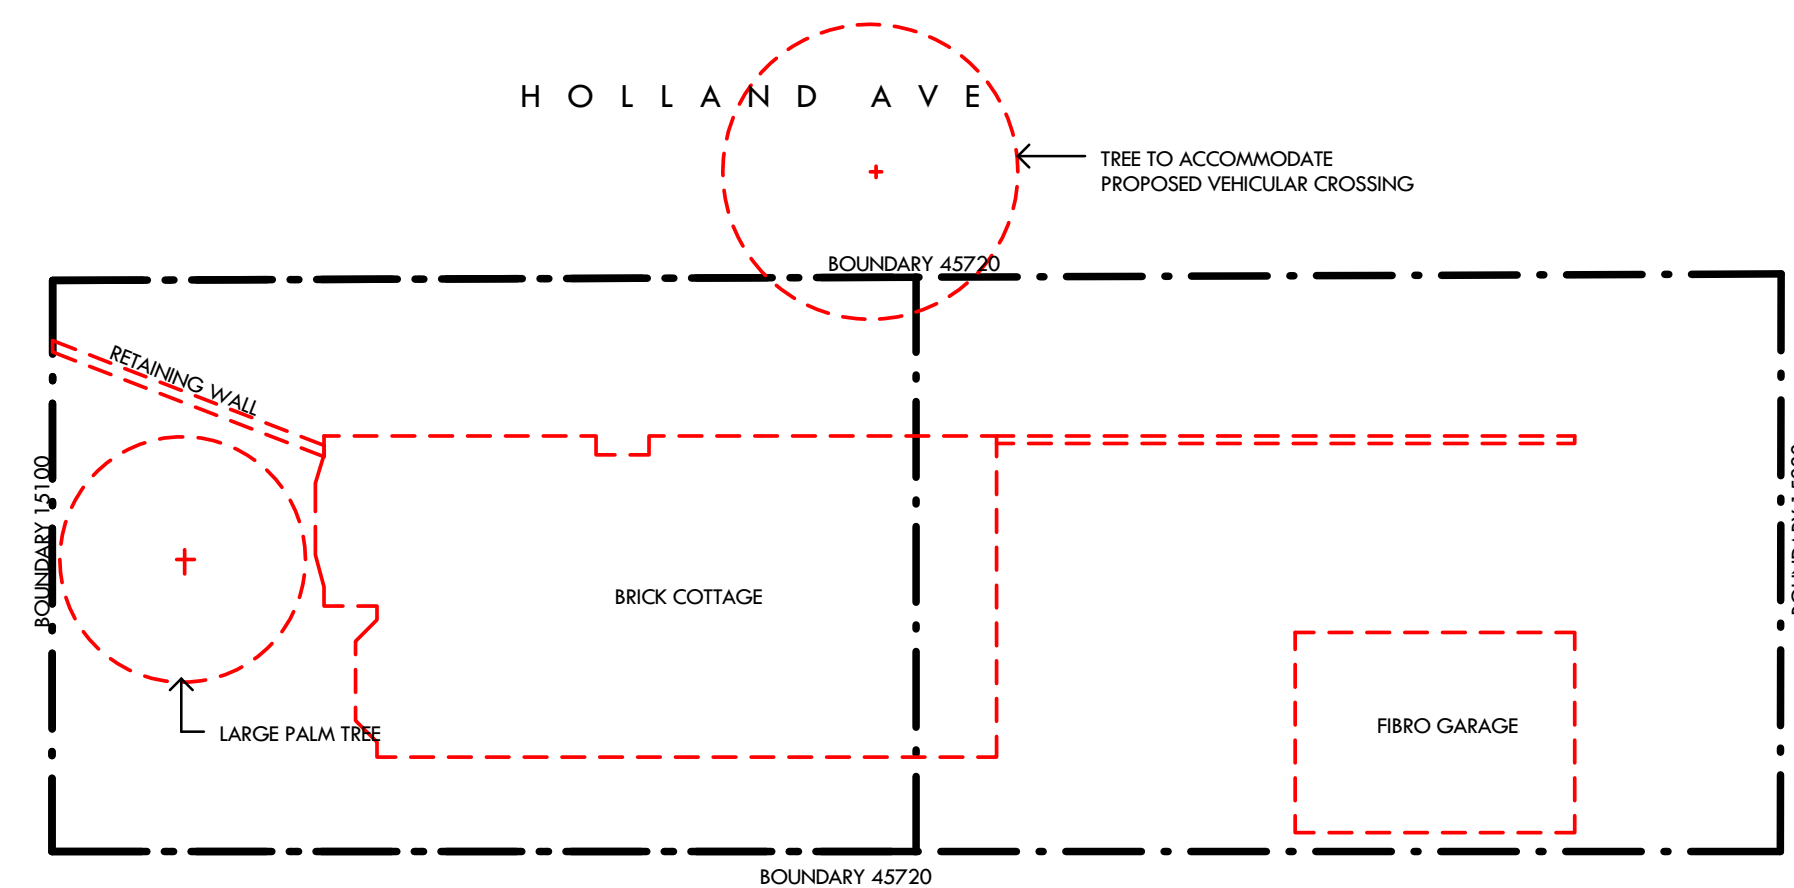 HOLLAND AVE
TREE TO ACCOMMODATE
PROPOSED VEHICULAR CROSSING
BOUNDARY 45720
RETAINING WALL
BOUNDARY 15100
BRICK COTTAGE
LARGE PALM TREE
FIBRO GARAGE
BOUNDARY 45720